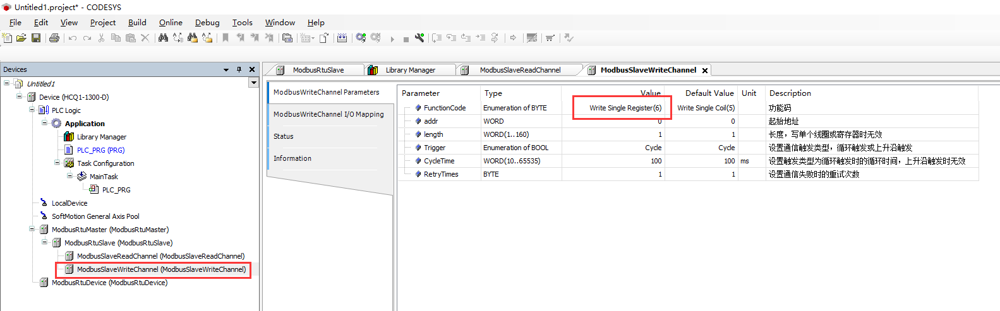 Untitled1.project* - CODESYS
File Edit View Project Build Online Debug Tools Window Help
Devices
Untitled1
Device (HCQ1-1300-D)
PLC Logic
Application
Library Manager
PLC_PRG (PRG)
Task Configuration
MainTask
PLC_PRG
LocalDevice
SoftMotion General Axis Pool
ModbusRtuMaster (ModbusRtuMaster)
ModbusRtuSlave (ModbusRtuSlave)
ModbusSlaveReadChannel (ModbusSlaveReadChannel)
ModbusSlaveWriteChannel (ModbusSlaveWriteChannel)
ModbusRtuDevice (ModbusRtuDevice)
ModbusRtuSlave Library Manager ModbusSlaveReadChannel ModbusSlaveWriteChannel
ModbusWriteChannel Parameters
ModbusWriteChannel I/O Mapping
Status
Information
Parameter Type Value Default Value Unit Description
FunctionCode Enumeration of BYTE Write Single Register(6) Write Single Coil(5) 功能码
addr WORD 0 0 起始地址
length WORD(1..160) 1 1 长度，写单个线圈或寄存器时无效
Trigger Enumeration of BOOL Cycle Cycle 设置通信触发类型，循环触发或上升沿触发
CycleTime WORD(10..65535) 100 100 ms 设置触发类型为循环触发时的循环时间，上升沿触发时无效
RetryTimes BYTE 1 1 设置通信失败时的重试次数